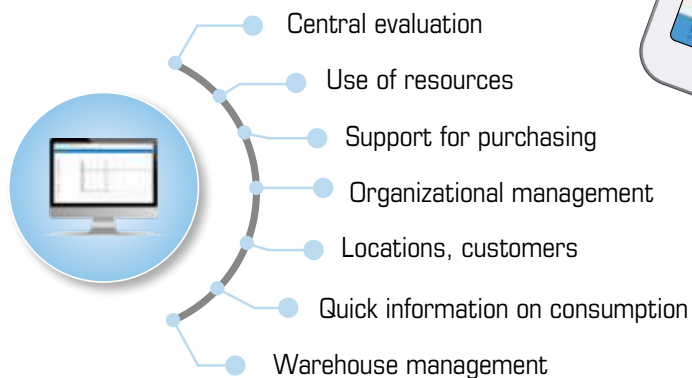 Central evaluation
Use of resources
Support for purchasing
Organizational management
Locations, customers
Quick information on consumption
Warehouse management